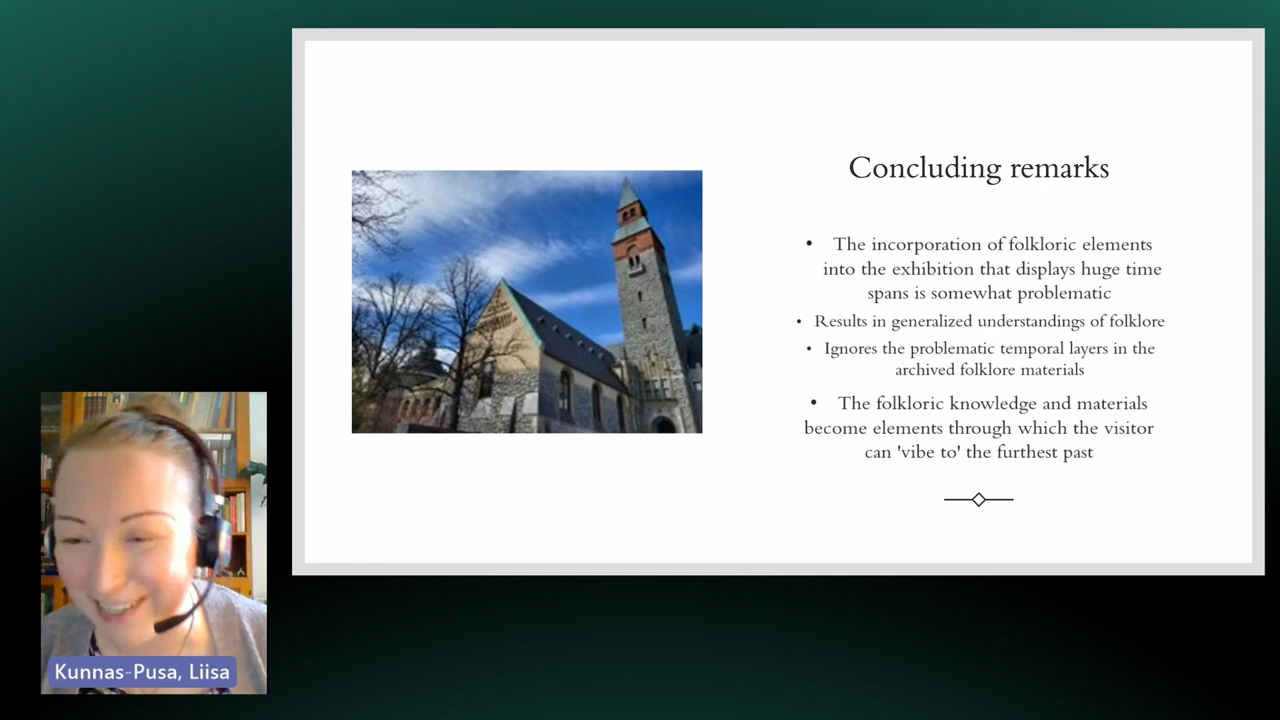 Concluding remarks
• The incorporation of folkloric elements
into the exhibition that displays huge time
spans is somewhat problematic
• Results in generalized understandings of folklore
• Ignores the problematic temporal layers in the
archived folklore materials
• The folkloric knowledge and materials
become elements through which the visitor
can 'vibe to' the furthest past
Kunnas-Pusa, Liisa